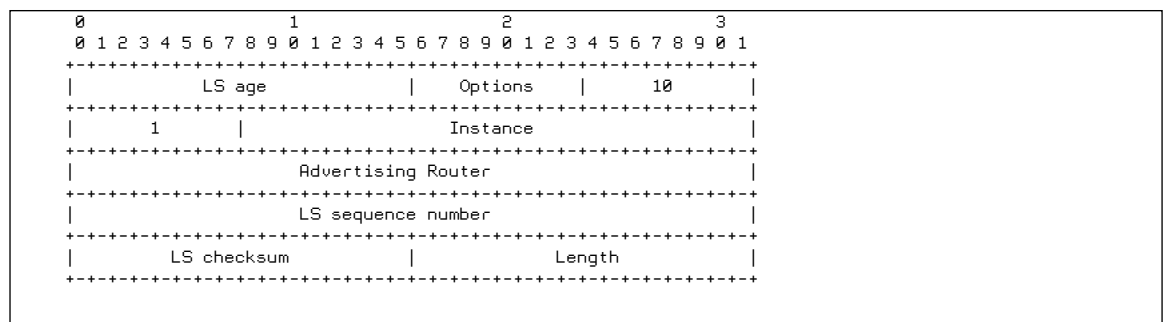 0                   1                   2                   3
0 1 2 3 4 5 6 7 8 9 0 1 2 3 4 5 6 7 8 9 0 1 2 3 4 5 6 7 8 9 0 1
+-+-+-+-+-+-+-+-+-+-+-+-+-+-+-+-+-+-+-+-+-+-+-+-+-+-+-+-+-+-+-+-+
|            LS age             |    Options    |      10       |
+-+-+-+-+-+-+-+-+-+-+-+-+-+-+-+-+-+-+-+-+-+-+-+-+-+-+-+-+-+-+-+-+
|       1       |                   Instance                    |
+-+-+-+-+-+-+-+-+-+-+-+-+-+-+-+-+-+-+-+-+-+-+-+-+-+-+-+-+-+-+-+-+
|                     Advertising Router                        |
+-+-+-+-+-+-+-+-+-+-+-+-+-+-+-+-+-+-+-+-+-+-+-+-+-+-+-+-+-+-+-+-+
|                     LS sequence number                        |
+-+-+-+-+-+-+-+-+-+-+-+-+-+-+-+-+-+-+-+-+-+-+-+-+-+-+-+-+-+-+-+-+
|         LS checksum           |             Length            |
+-+-+-+-+-+-+-+-+-+-+-+-+-+-+-+-+-+-+-+-+-+-+-+-+-+-+-+-+-+-+-+-+